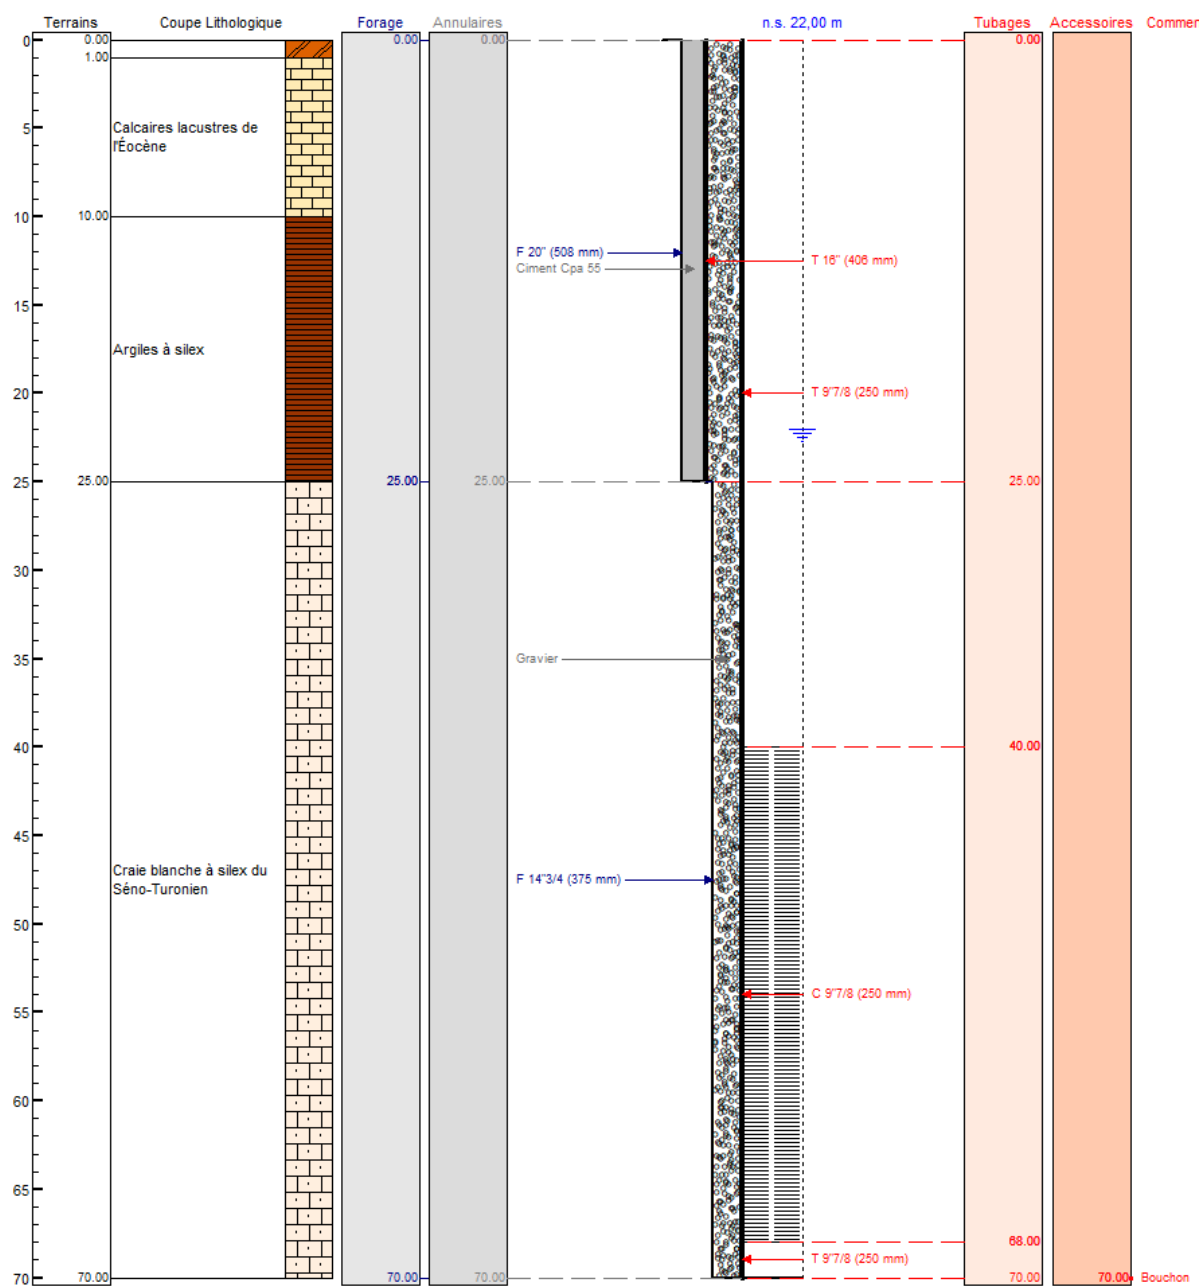 Terrains Coupe Lithologique Forage Annulaires n.s. 22,00 m Tubages Accessoires Commer
0 0.00 0.00 0.00 0.00
1.00
5
Calcaires lacustres de
l'Éocène
10 10.00
F 20" (508 mm)
T 16" (406 mm)
Ciment Cpa 55
15
Argiles à silex
20
T 9"7/8 (250 mm)
25 25.00 25.00 25.00 25.00
30
35
Gravier
40 40.00
45
Craie blanche à silex du
Séno-Turonien
F 14"3/4 (375 mm)
50
C 9"7/8 (250 mm)
55
60
65
68.00
T 9"7/8 (250 mm)
70 70.00 70.00 70.00 70.00 70.00 Bouchon